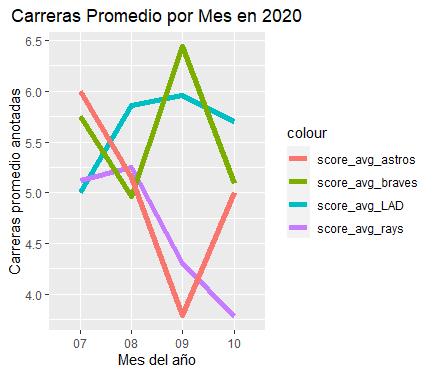 Carreras Promedio por Mes en 2020
Carreras promedio anotadas
6.5
6.0
5.5
5.0
4.5
4.0
07 08 09 10
Mes del año
colour
score_avg_astros
score_avg_braves
score_avg_LAD
score_avg_rays